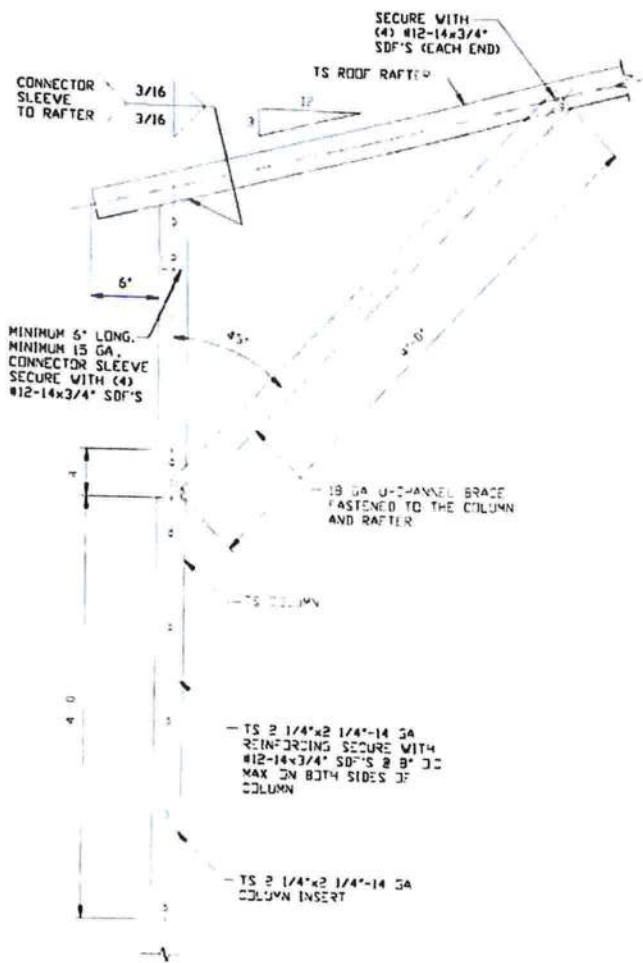 SECURE WITH
(4) #12-14x3/4"
SDF'S (EACH END)
TS ROOF RAFTER
CONNECTOR
SLEEVE
TO RAFTER
3/16
3/16
12
3
6"
MINIMUM 6" LONG,
MINIMUM 15 GA,
CONNECTOR SLEEVE
SECURE WITH (4)
#12-14x3/4" SDF'S
45°
4'-0"
18 GA U-CHANNEL BRACE
FASTENED TO THE COLUMN
AND RAFTER
TS COLUMN
TS 2 1/4"x2 1/4"-14 GA
REINFORCING SECURE WITH
#12-14x3/4" SDF'S @ 8" OC
MAX ON BOTH SIDES OF
COLUMN
TS 2 1/4"x2 1/4"-14 GA
COLUMN INSERT